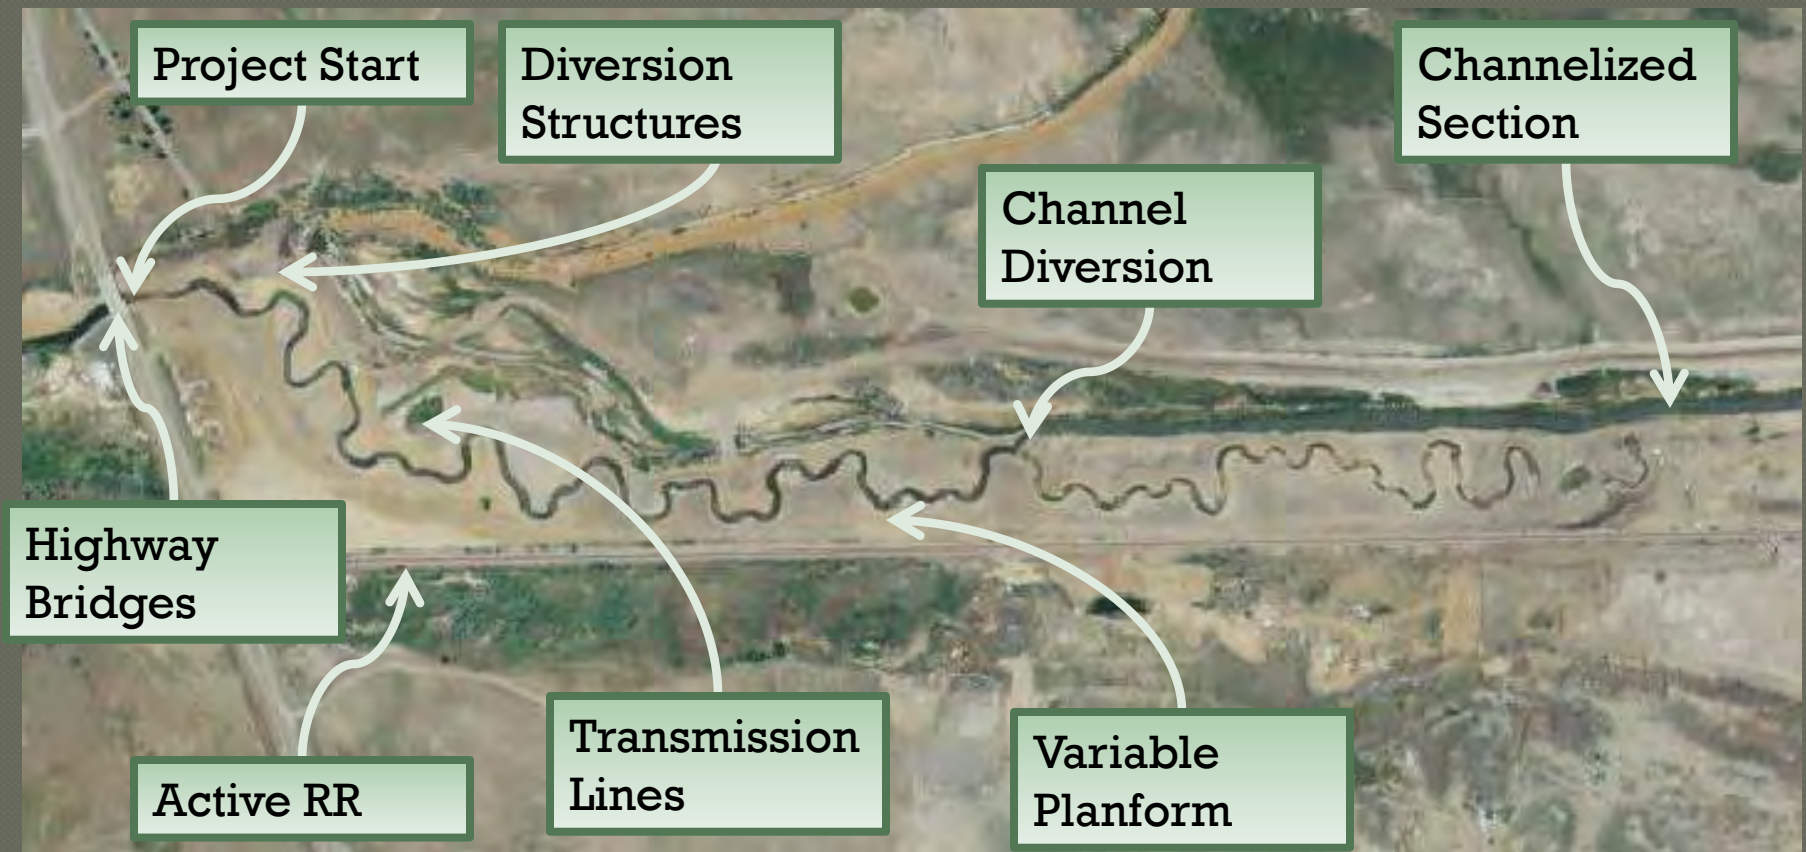 Project Start
Diversion
Structures
Channelized
Section
Channel
Diversion
Highway
Bridges
Transmission
Lines
Variable
Planform
Active RR